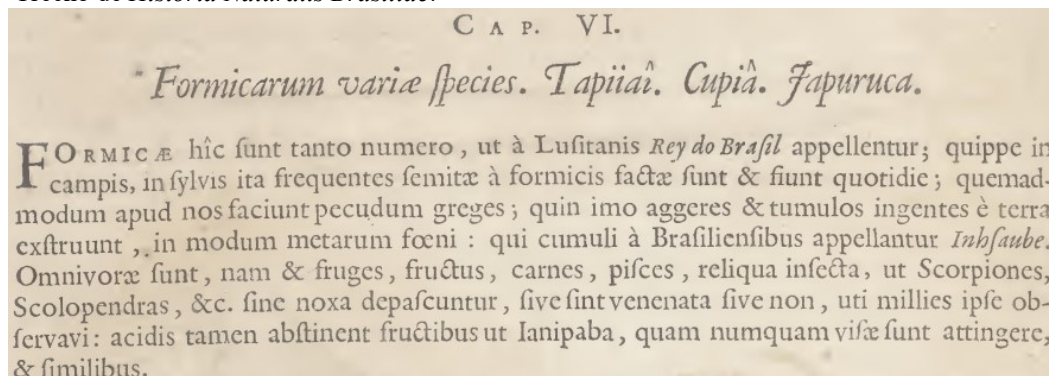 C A P. VI.
Formicarum variæ ſpecies. Tapiiaî. Cupiâ. Japuruca.
FORMICÆ hîc ſunt tanto numero, ut à Luſitanis Rey do Braſil appellentur; quippe in
campis, in ſylvis ita frequentes ſemitæ à formicis factæ ſunt & fiunt quotidie; quemad-
modum apud nos faciunt pecudum greges; quin imo aggeres & tumulos ingentes è terra
exſtruunt, in modum metarum fœni : qui cumuli à Braſilienſibus appellantur Inhſaube.
Omnivoræ ſunt, nam & fruges, fructus, carnes, piſces, reliqua inſecta, ut Scorpiones,
Scolopendras, &c. ſine noxa depaſcuntur, ſive ſint venenata ſive non, uti millies ipſe ob-
ſervavi: acidis tamen abſtinent fructibus ut Ianipaba, quam numquam viſæ ſunt attingere,
& ſimilibus.